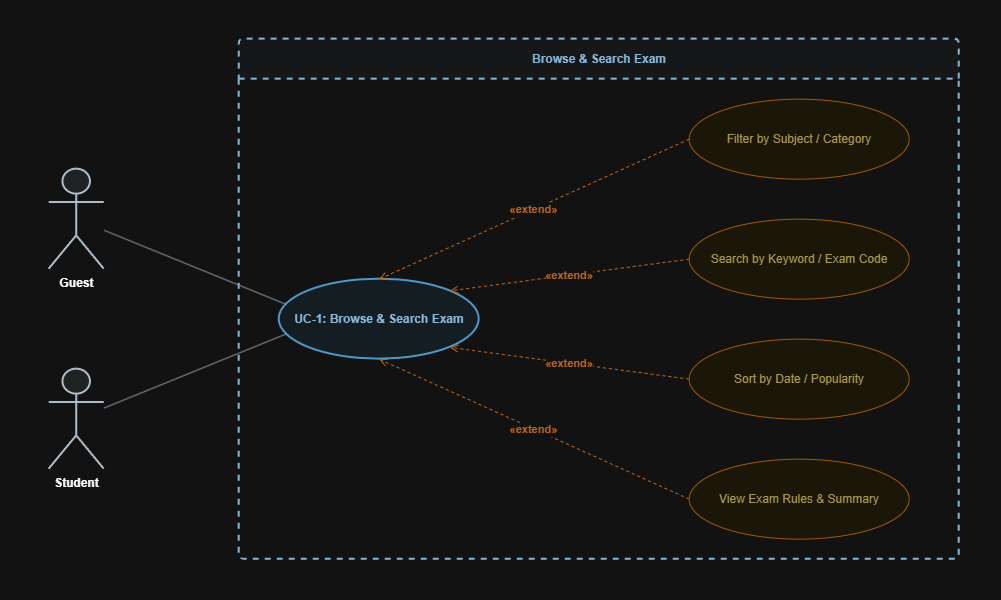 Browse & Search Exam
Filter by Subject / Category
«extend»
Search by Keyword / Exam Code
«extend»
Guest
UC-1: Browse & Search Exam
«extend»
Sort by Date / Popularity
«extend»
Student
View Exam Rules & Summary